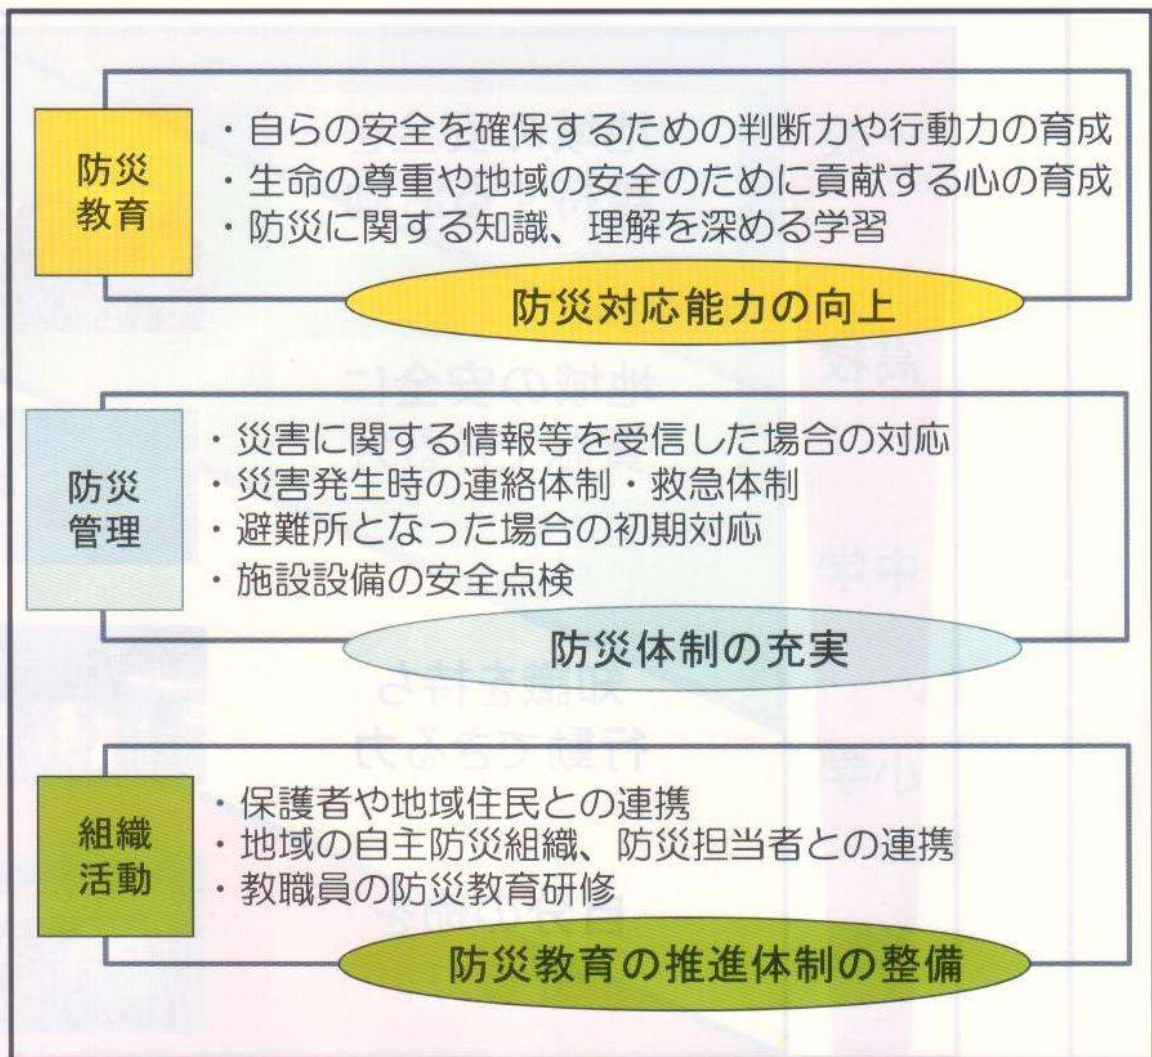 防災
教育
・自らの安全を確保するための判断力や行動力の育成
・生命の尊重や地域の安全のために貢献する心の育成
・防災に関する知識、理解を深める学習
防災対応能力の向上
防災
管理
・災害に関する情報等を受信した場合の対応
・災害発生時の連絡体制・救急体制
・避難所となった場合の初期対応
・施設設備の安全点検
防災体制の充実
組織
活動
・保護者や地域住民との連携
・地域の自主防災組織、防災担当者との連携
・教職員の防災教育研修
防災教育の推進体制の整備